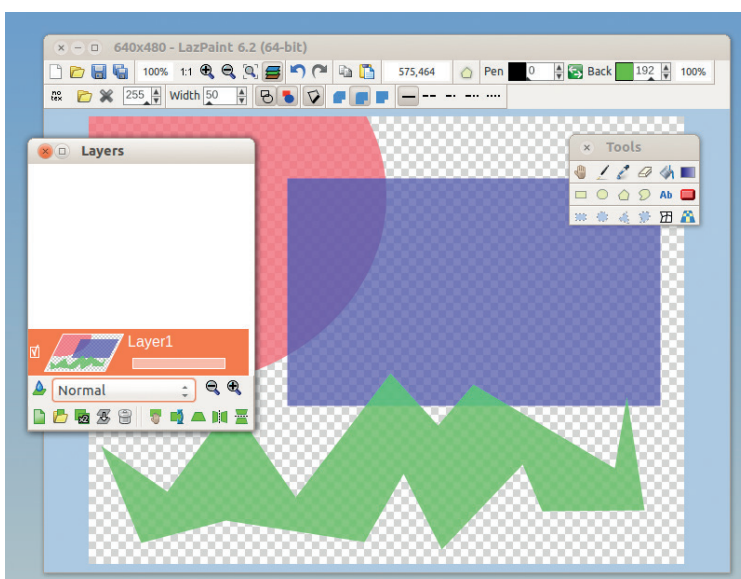 640x480 - LazPaint 6.2 (64-bit)
100% 1:1 575,464 Pen 0 Back 192 100%
no tex 255 Width 50
Layers
Tools
Ab
Layer1
Normal